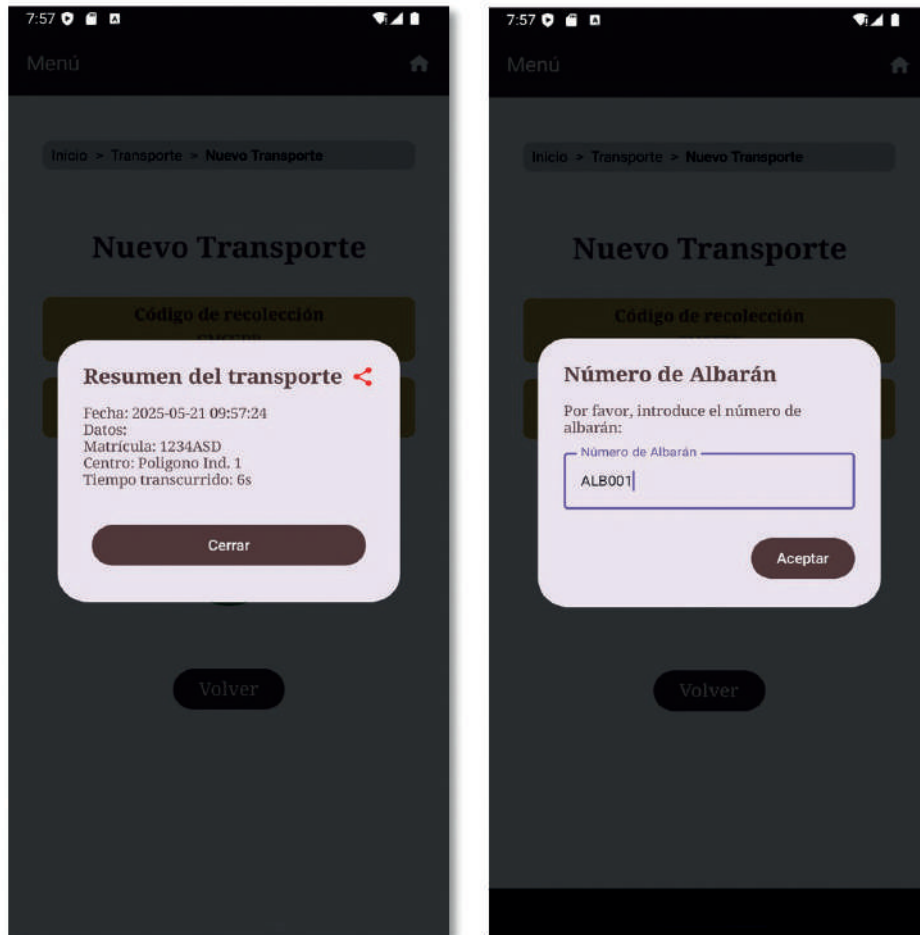 7:57
Menú
Inicio > Transporte > Nuevo Transporte
Nuevo Transporte
Código de recolección
Resumen del transporte
Fecha: 2025-05-21 09:57:24
Datos:
Matrícula: 1234ASD
Centro: Poligono Ind. 1
Tiempo transcurrido: 6s
Cerrar
Volver
7:57
Menú
Inicio > Transporte > Nuevo Transporte
Nuevo Transporte
Código de recolección
Número de Albarán
Por favor, introduce el número de
albarán:
Número de Albarán
ALB001
Aceptar
Volver